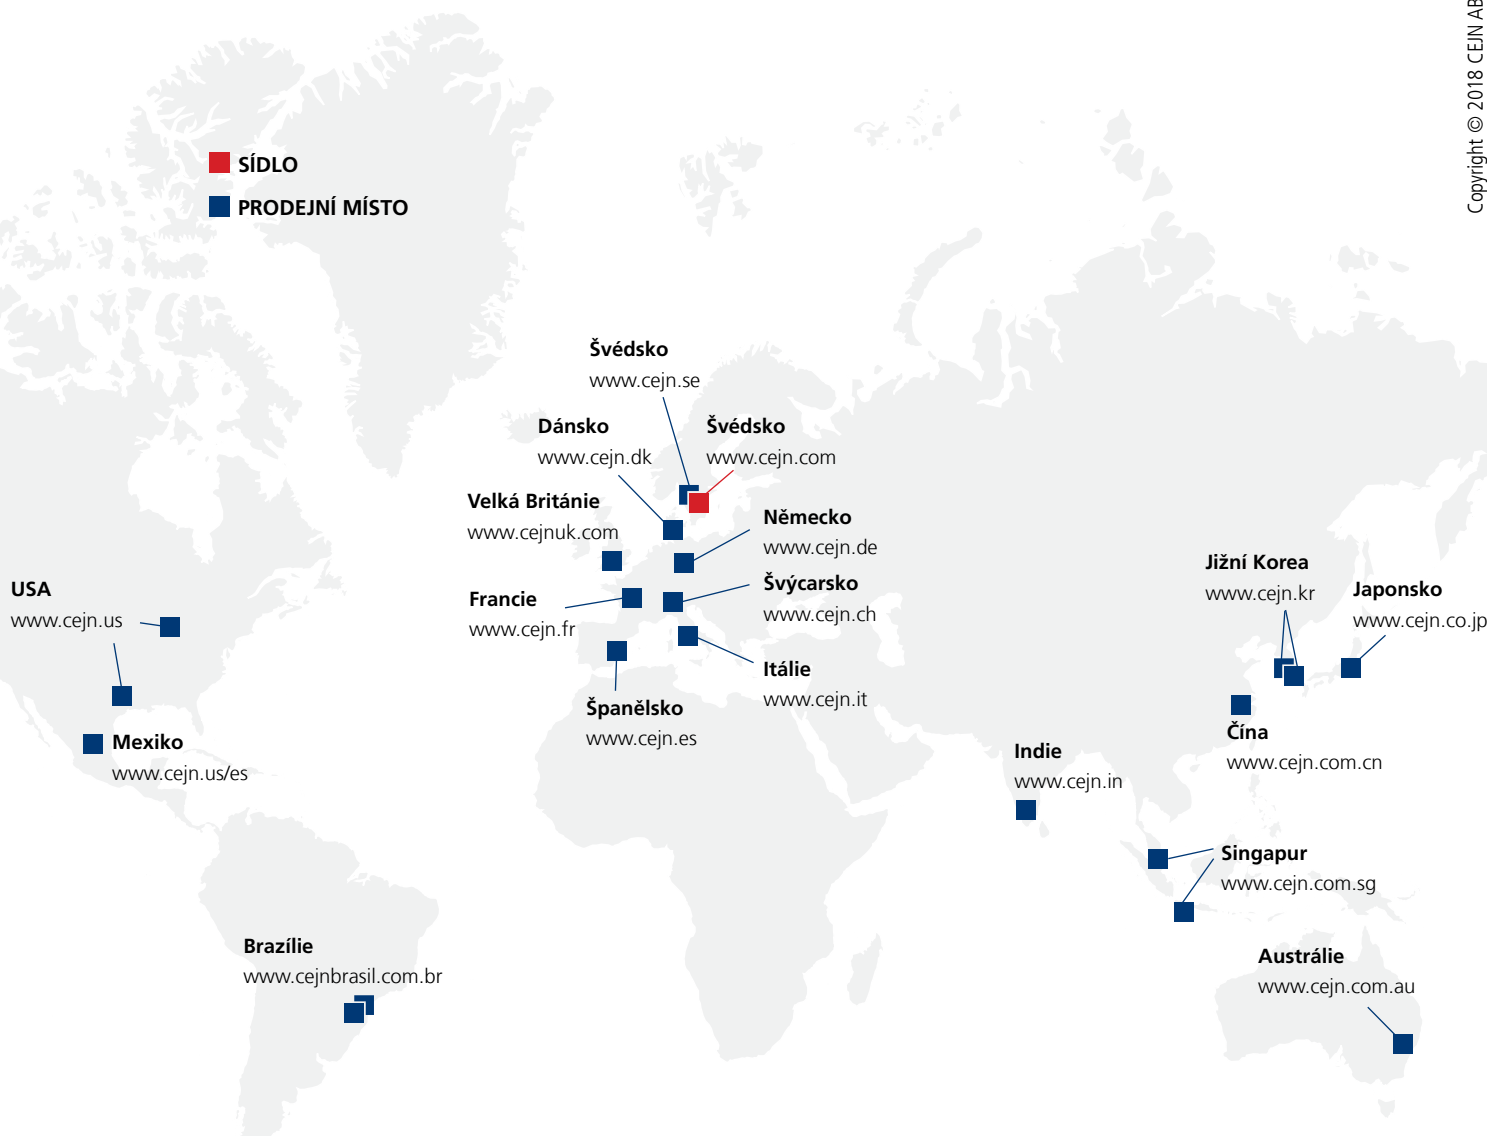 Copyright © 2018 CEJN AB
SÍDLO
PRODEJNÍ MÍSTO
Švédsko
www.cejn.se
Dánsko
www.cejn.dk
Švédsko
www.cejn.com
Velká Británie
www.cejnuk.com
Německo
www.cejn.de
Francie
www.cejn.fr
Švýcarsko
www.cejn.ch
Itálie
www.cejn.it
Španělsko
www.cejn.es
USA
www.cejn.us
Mexiko
www.cejn.us/es
Brazílie
www.cejnbrasil.com.br
Jižní Korea
www.cejn.kr
Japonsko
www.cejn.co.jp
Čína
www.cejn.com.cn
Indie
www.cejn.in
Singapur
www.cejn.com.sg
Austrálie
www.cejn.com.au